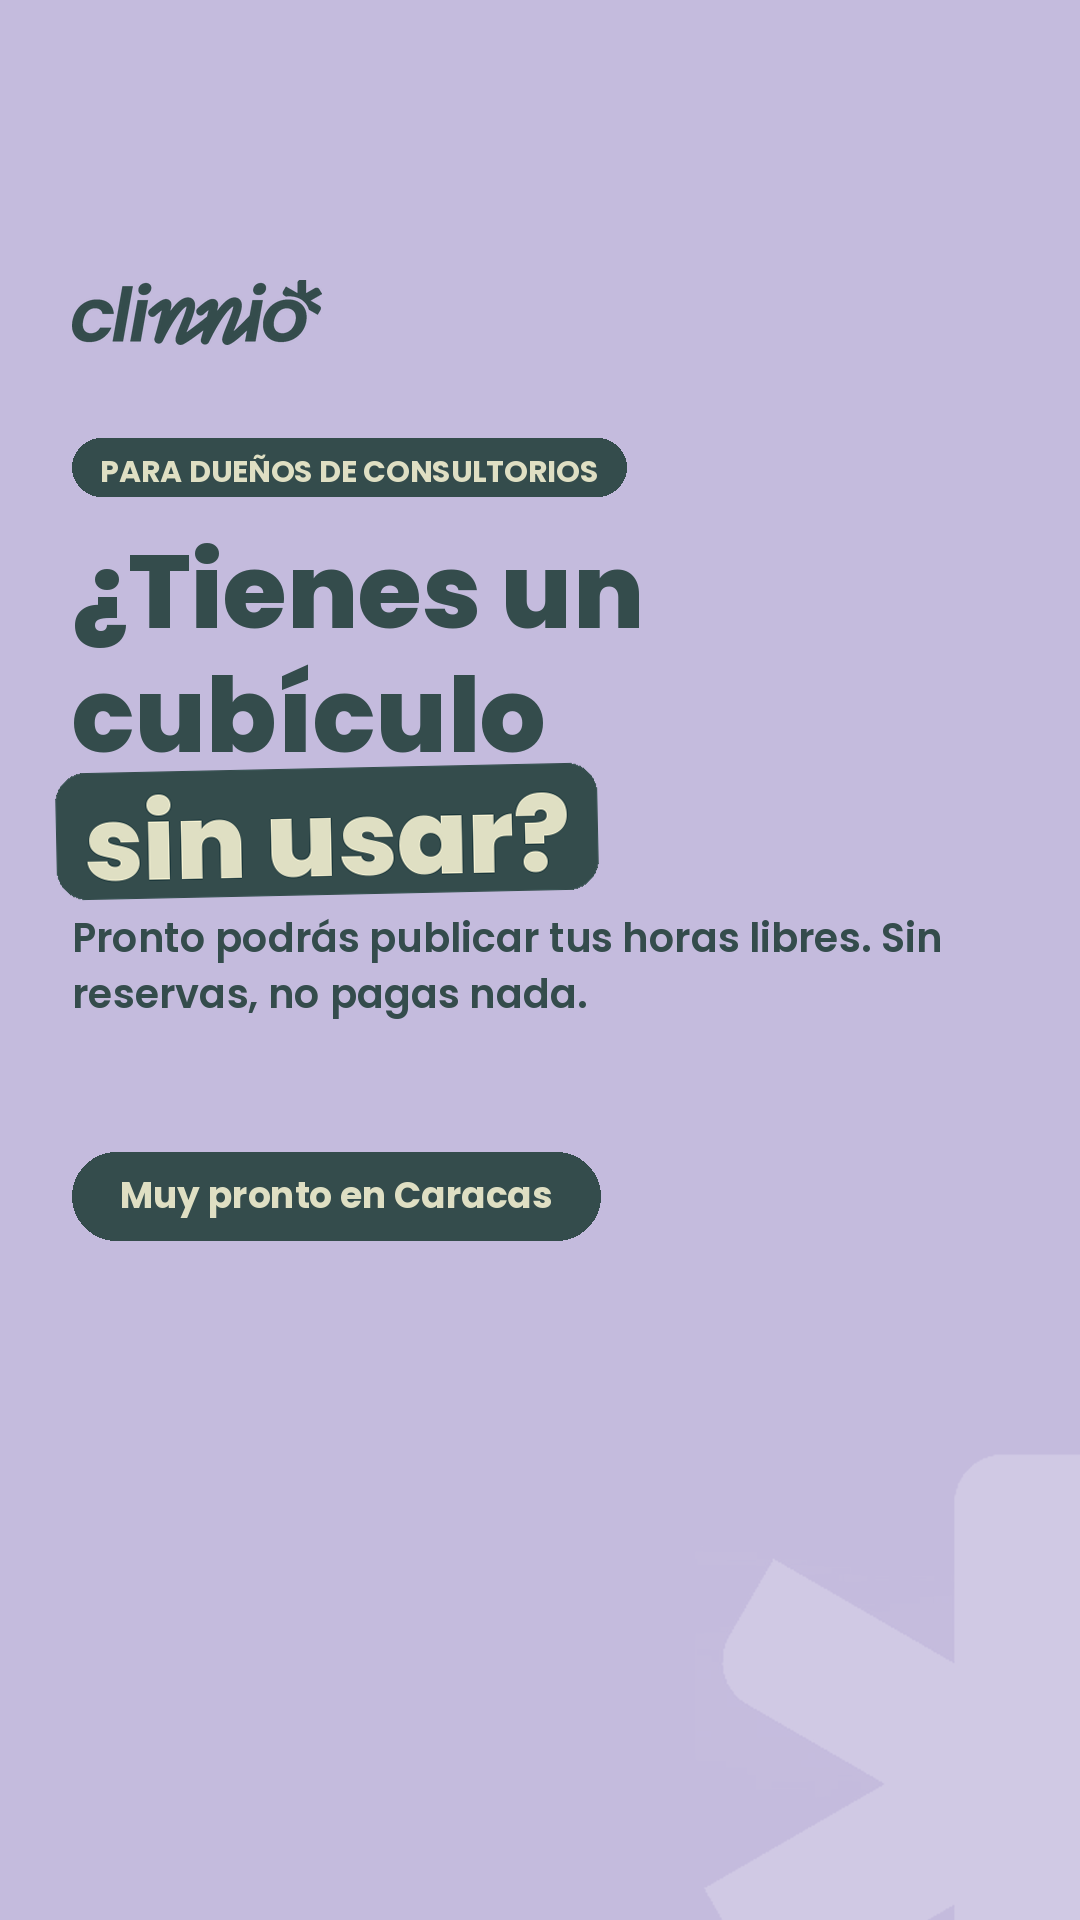 clinnio*
PARA DUEÑOS DE CONSULTORIOS
¿Tienes un
cubículo
sin usar?
Pronto podrás publicar tus horas libres. Sin
reservas, no pagas nada.
Muy pronto en Caracas